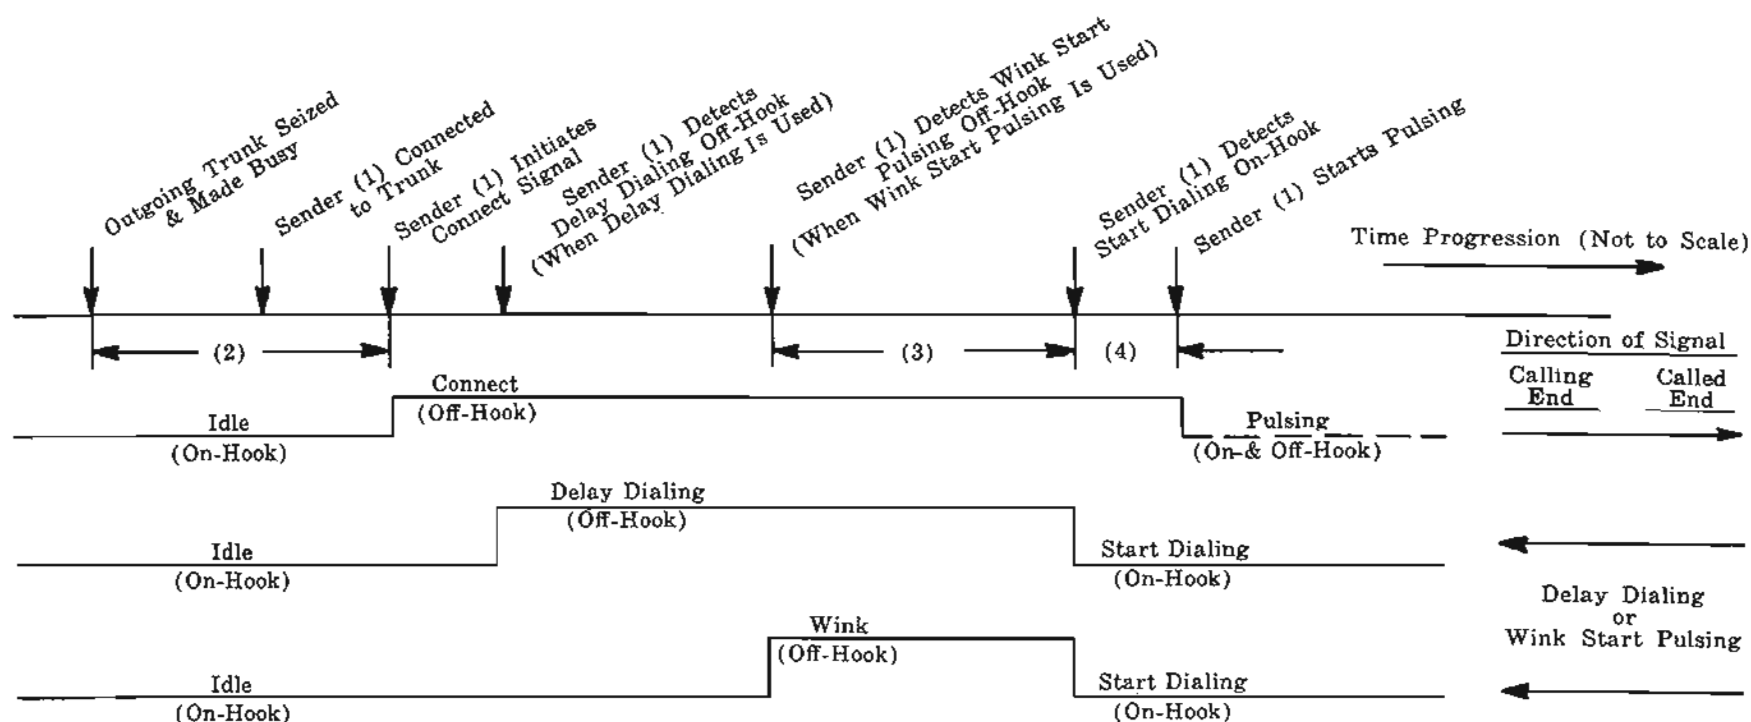 Outgoing Trunk Seized
& Made Busy
Sender (1) Connected
to Trunk
Sender (1) Initiates
Connect Signal
Sender (1) Detects
Delay Dialing Off-Hook
(When Delay Dialing Is Used)
Sender (1) Detects Wink Start
Pulsing Off-Hook
(When Wink Start Pulsing Is Used)
Sender (1) Detects
Start Dialing On-Hook
Sender (1) Starts Pulsing
Time Progression (Not to Scale)
(2)
(3)
(4)
Direction of Signal
Calling
End
Called
End
Connect
(Off-Hook)
Idle
(On-Hook)
Pulsing
(On-& Off-Hook)
Delay Dialing
(Off-Hook)
Idle
(On-Hook)
Start Dialing
(On-Hook)
Delay Dialing
or
Wink Start Pulsing
Wink
(Off-Hook)
Idle
(On-Hook)
Start Dialing
(On-Hook)